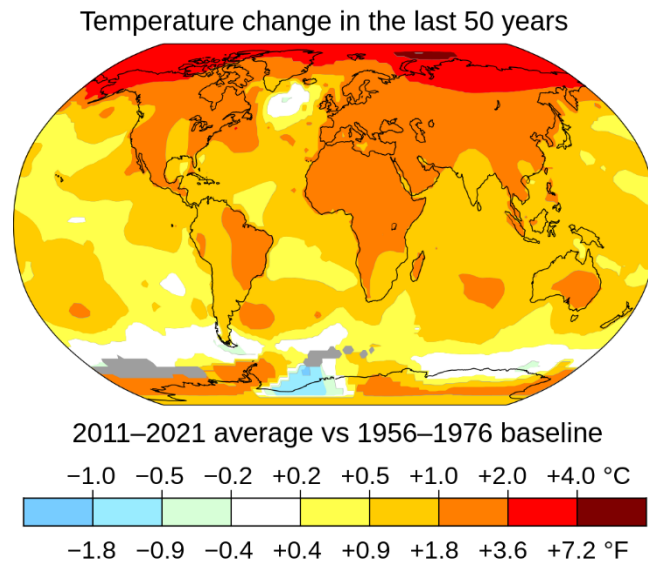 Temperature change in the last 50 years
2011–2021 average vs 1956–1976 baseline
−1.0 −0.5 −0.2 +0.2 +0.5 +1.0 +2.0 +4.0 °C
−1.8 −0.9 −0.4 +0.4 +0.9 +1.8 +3.6 +7.2 °F